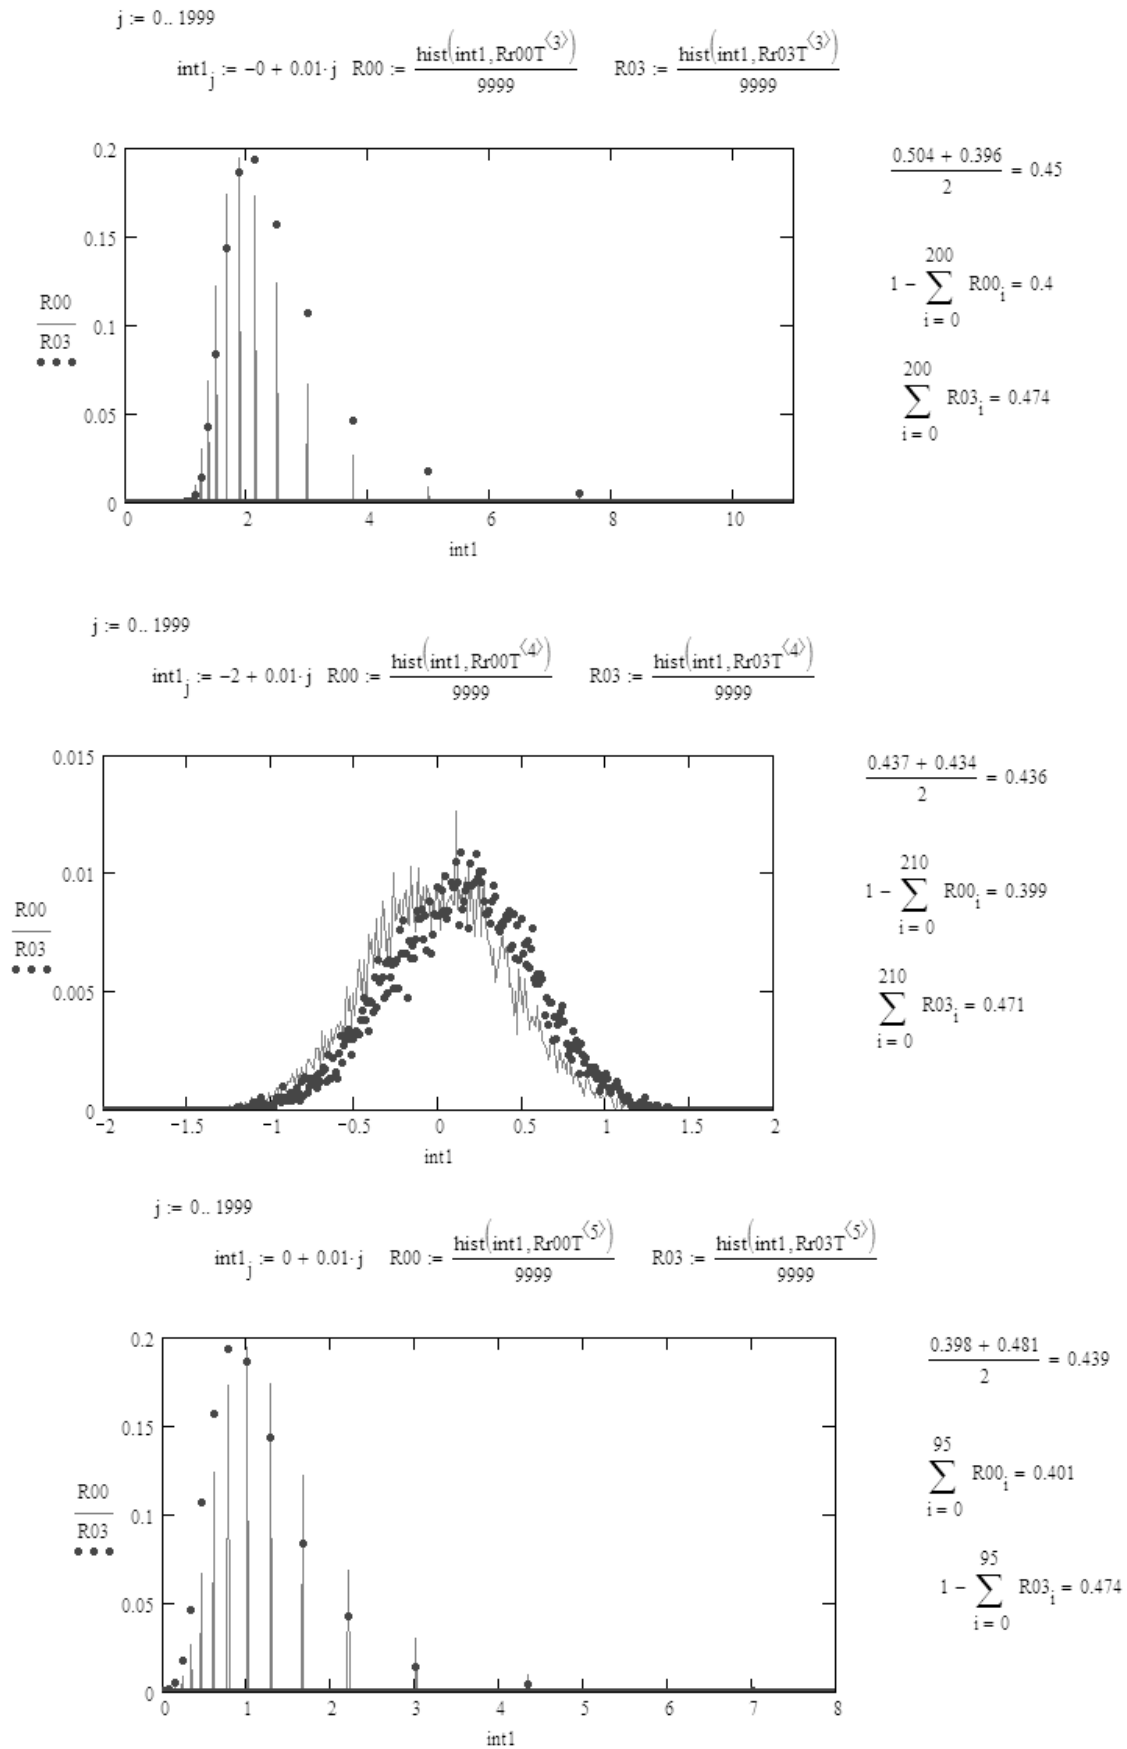 j := 0.. 1999
int1_j := −0 + 0.01· j R00 := hist(int1, Rr00T^⟨3⟩)/9999 R03 := hist(int1, Rr03T^⟨3⟩)/9999
0.2
0.15
0.1
0.05
0
R00
R03
0 2 4 6 8 10
int1
(0.504 + 0.396)/2 = 0.45
1 − ∑_{i = 0}^{200} R00_i = 0.4
∑_{i = 0}^{200} R03_i = 0.474
j := 0.. 1999
int1_j := −2 + 0.01· j R00 := hist(int1, Rr00T^⟨4⟩)/9999 R03 := hist(int1, Rr03T^⟨4⟩)/9999
0.015
0.01
0.005
0
R00
R03
−2 −1.5 −1 −0.5 0 0.5 1 1.5 2
int1
(0.437 + 0.434)/2 = 0.436
1 − ∑_{i = 0}^{210} R00_i = 0.399
∑_{i = 0}^{210} R03_i = 0.471
j := 0.. 1999
int1_j := 0 + 0.01· j R00 := hist(int1, Rr00T^⟨5⟩)/9999 R03 := hist(int1, Rr03T^⟨5⟩)/9999
0.2
0.15
0.1
0.05
0
R00
R03
0 1 2 3 4 5 6 7 8
int1
(0.398 + 0.481)/2 = 0.439
∑_{i = 0}^{95} R00_i = 0.401
1 − ∑_{i = 0}^{95} R03_i = 0.474